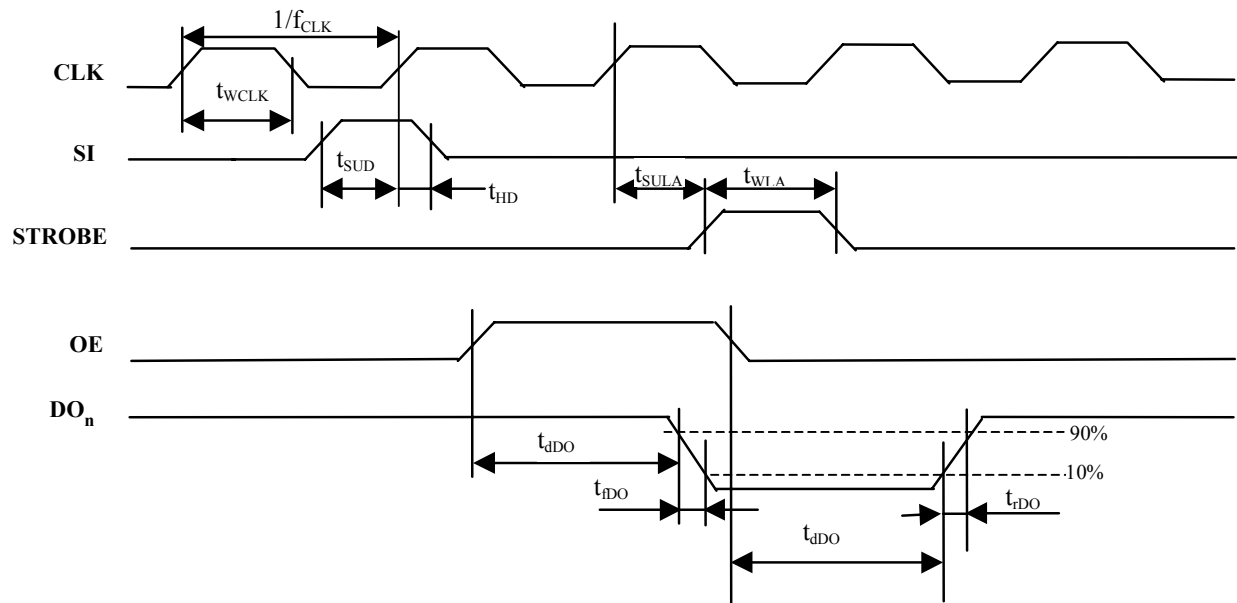 1/fCLK
CLK
tWCLK
SI
tSUD
tHD
tSULA
tWLA
STROBE
OE
DOn
90%
tdDO
10%
tfDO
trDO
tdDO